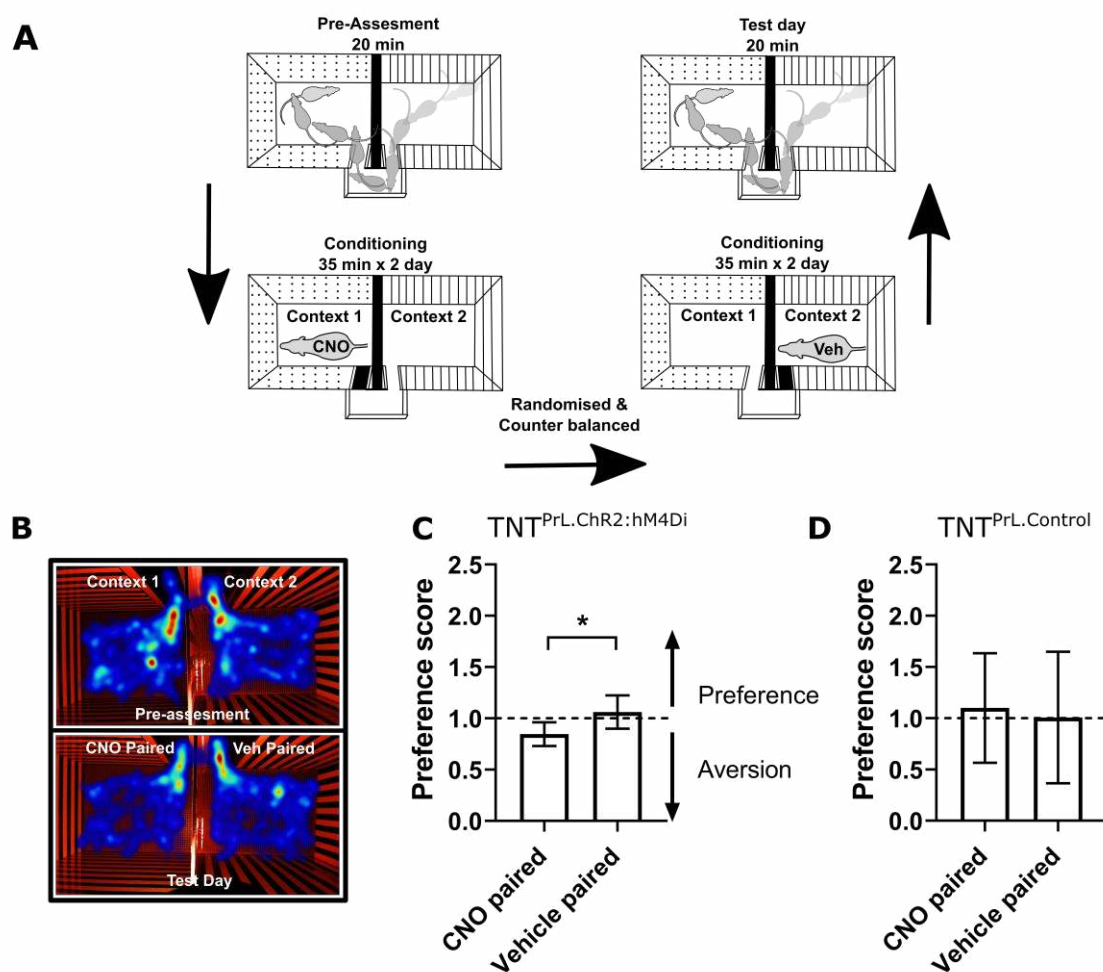 A
Pre-Assesment
20 min
Test day
20 min
Conditioning
35 min x 2 day
Context 1
Context 2
CNO
Conditioning
35 min x 2 day
Context 1
Context 2
Veh
Randomised &
Counter balanced
B
Context 1
Context 2
Pre-assesment
CNO Paired
Veh Paired
Test Day
C
TNT^PrL.ChR2:hM4Di
Preference score
2.5
2.0
1.5
1.0
0.5
0.0
*
Preference
Aversion
CNO paired
Vehicle paired
D
TNT^PrL.Control
Preference score
2.5
2.0
1.5
1.0
0.5
0.0
CNO paired
Vehicle paired